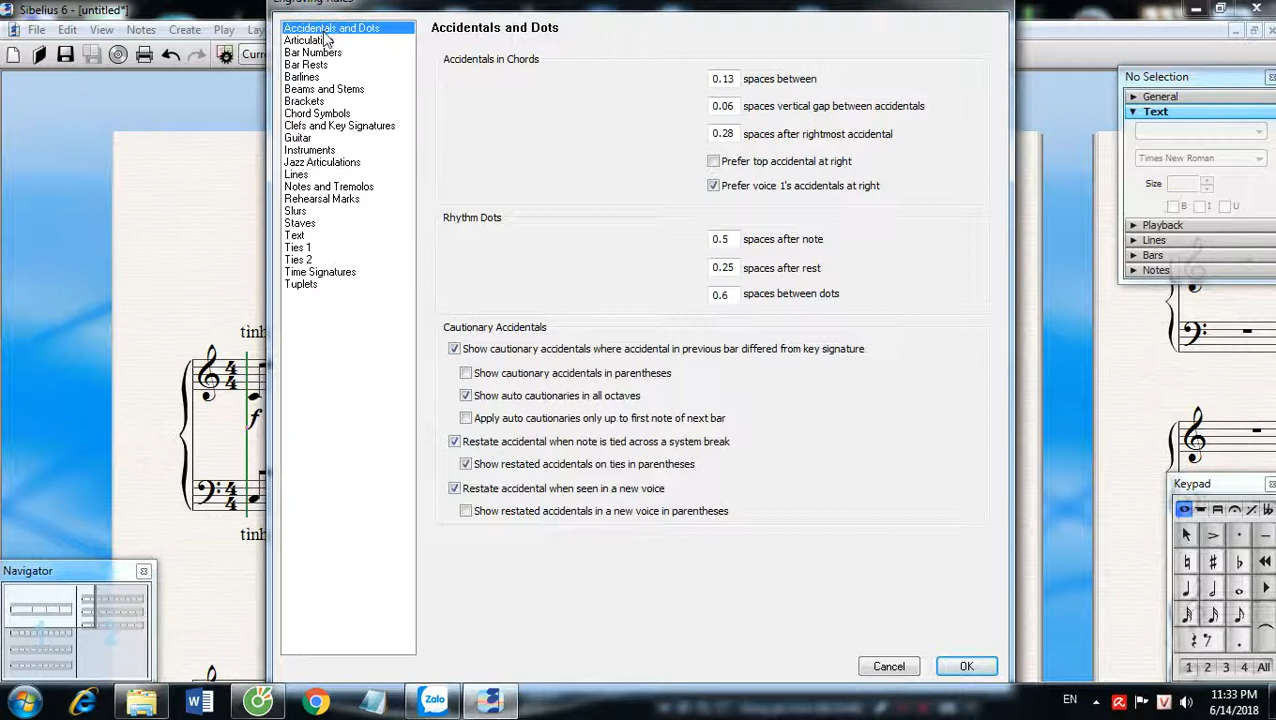 Sibelius 6 - [untitled*]
Engraving Rules
File Edit View Notes Create Play
Accidentals and Dots
Bar Numbers
Bar Rests
Barlines
Beams and Stems
Brackets
Chord Symbols
Clefs and Key Signatures
Guitar
Instruments
Jazz Articulations
Lines
Notes and Tremolos
Rehearsal Marks
Slurs
Staves
Text
Ties 1
Ties 2
Time Signatures
Tuplets
Accidentals and Dots
Accidentals in Chords
0.13 spaces between
0.06 spaces vertical gap between accidentals
0.28 spaces after rightmost accidental
Prefer top accidental at right
Prefer voice 1's accidentals at right
Rhythm Dots
0.5 spaces after note
0.25 spaces after rest
0.6 spaces between dots
Cautionary Accidentals
Show cautionary accidentals where accidental in previous bar differed from key signature
Show cautionary accidentals in parentheses
Show auto cautionaries in all octaves
Apply auto cautionaries only up to first note of next bar
Restate accidental when note is tied across a system break
Show restated accidentals on ties in parentheses
Restate accidental when seen in a new voice
Show restated accidentals in a new voice in parentheses
Cancel OK
No Selection
General
Text
Times New Roman
Size
B I U
Playback
Lines
Bars
Notes
Keypad
1 2 3 4 All
tinh
f
tinh
Navigator
1 2
Zalo
EN
V
11:33 PM
6/14/2018